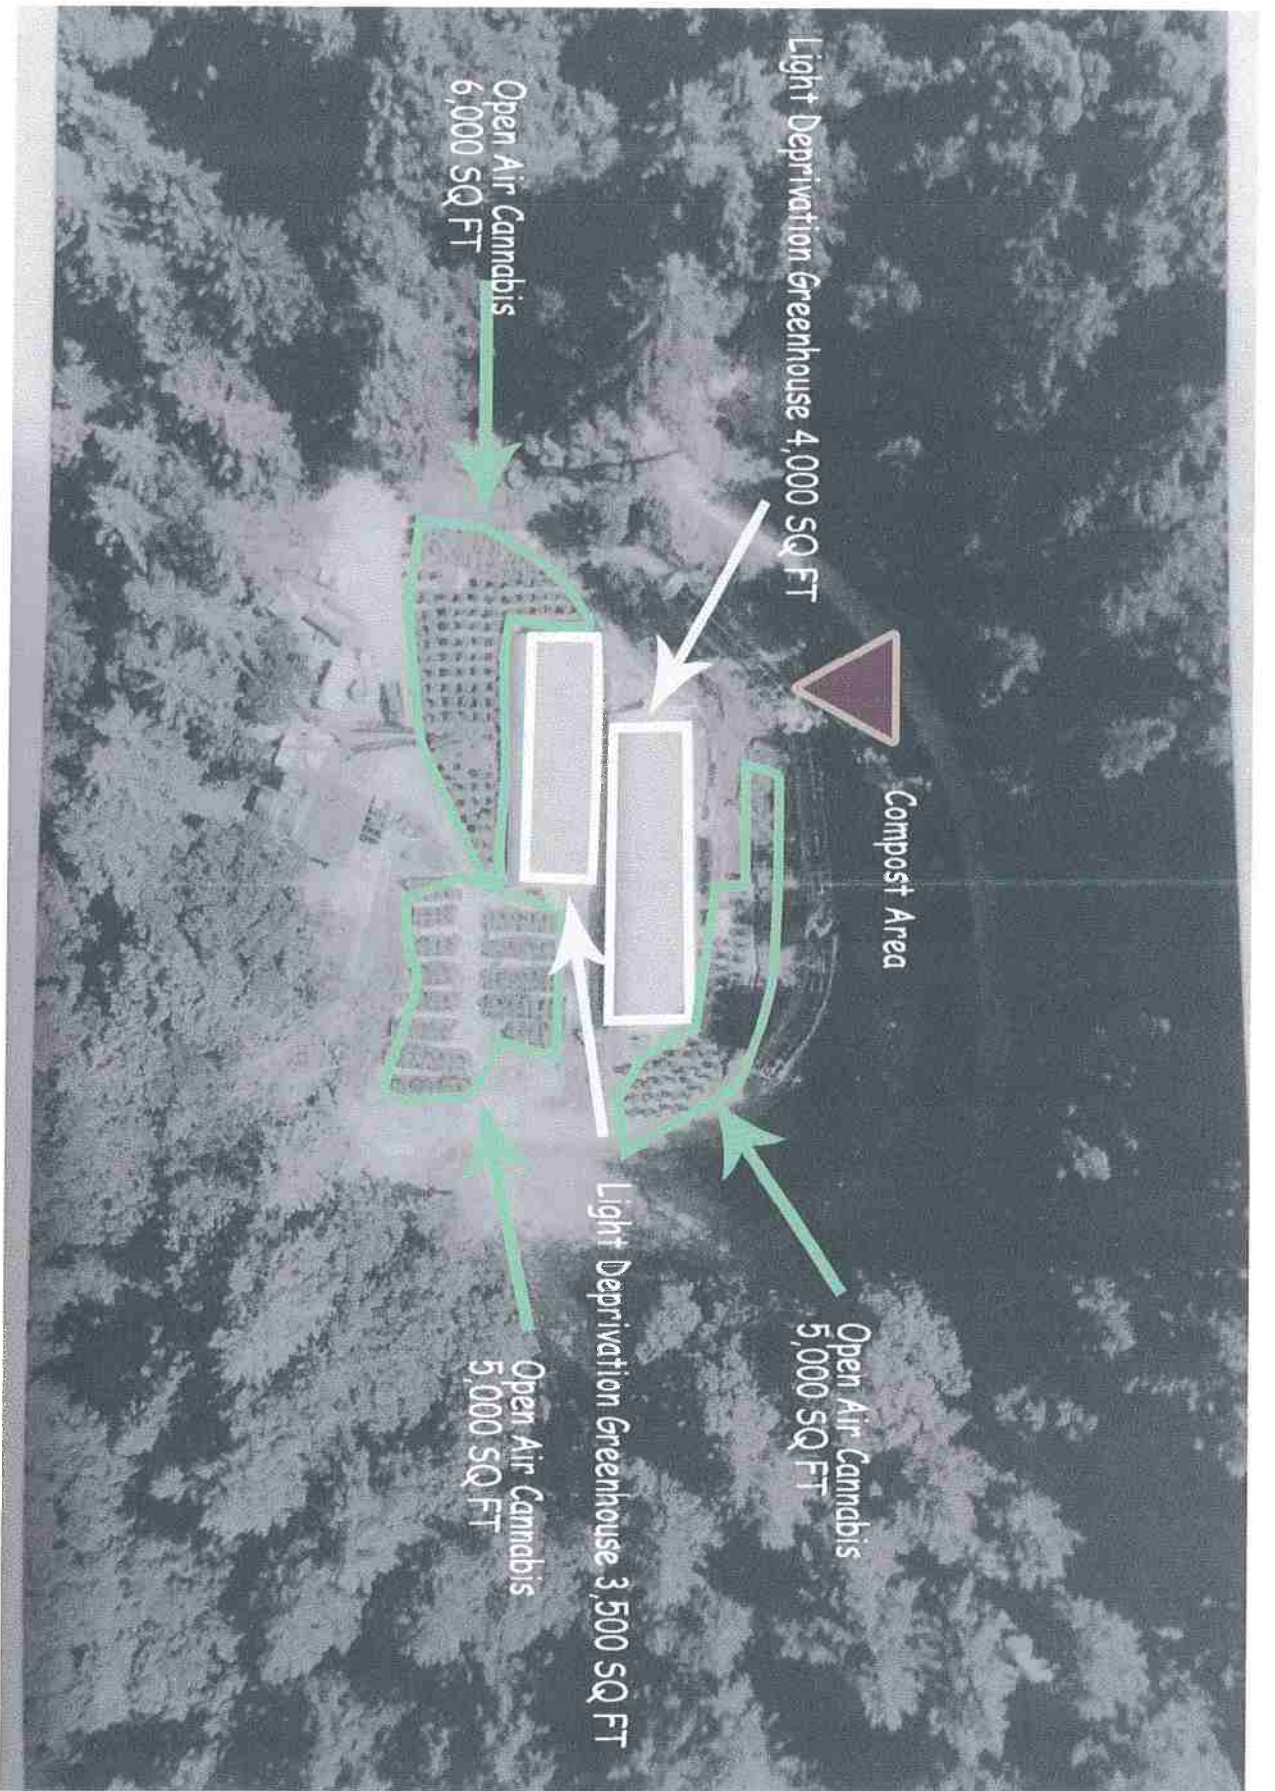 Light Deprivation Greenhouse 4,000 SQ FT
Compost Area
Open Air Cannabis
6,000 SQ FT
Open Air Cannabis
5,000 SQ FT
Light Deprivation Greenhouse 3,500 SQ FT
Open Air Cannabis
5,000 SQ FT